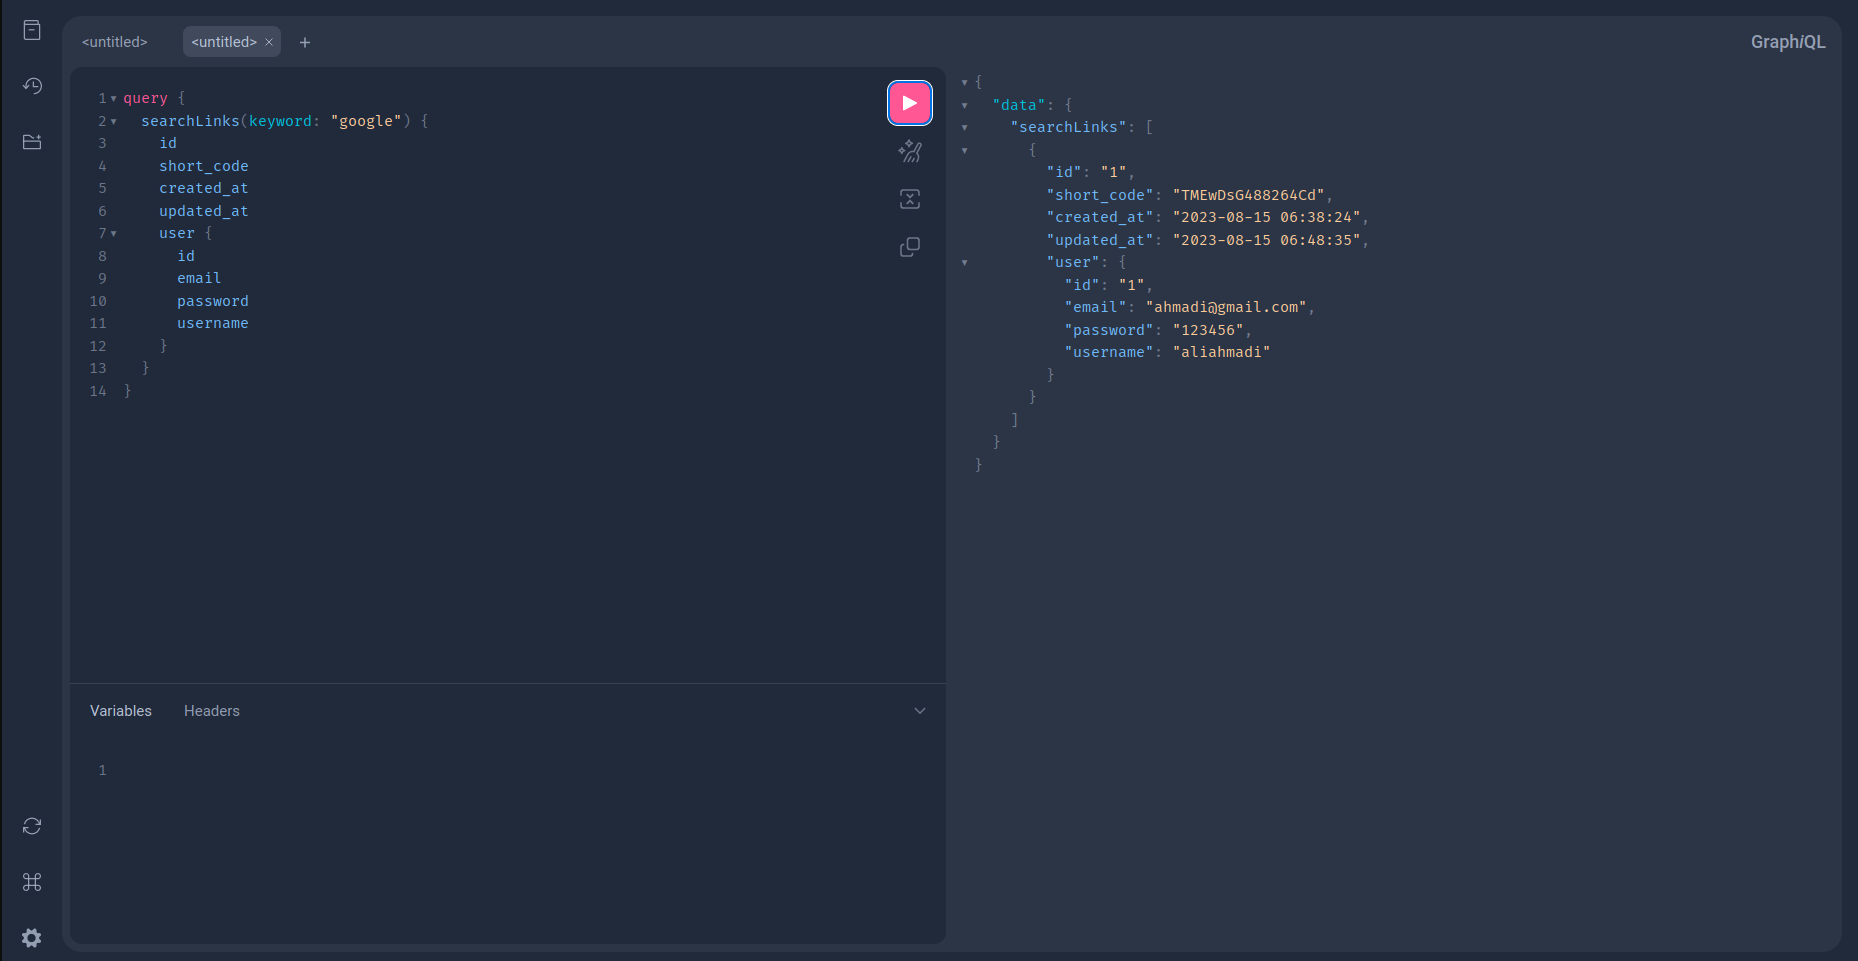 <untitled>
<untitled>
GraphiQL
1 query {
2 searchLinks(keyword: "google") {
3 id
4 short_code
5 created_at
6 updated_at
7 user {
8 id
9 email
10 password
11 username
12 }
13 }
14 }
Variables Headers
1
{
"data": {
"searchLinks": [
{
"id": "1",
"short_code": "TMEwDsG488264Cd",
"created_at": "2023-08-15 06:38:24",
"updated_at": "2023-08-15 06:48:35",
"user": {
"id": "1",
"email": "ahmadi@gmail.com",
"password": "123456",
"username": "aliahmadi"
}
}
]
}
}